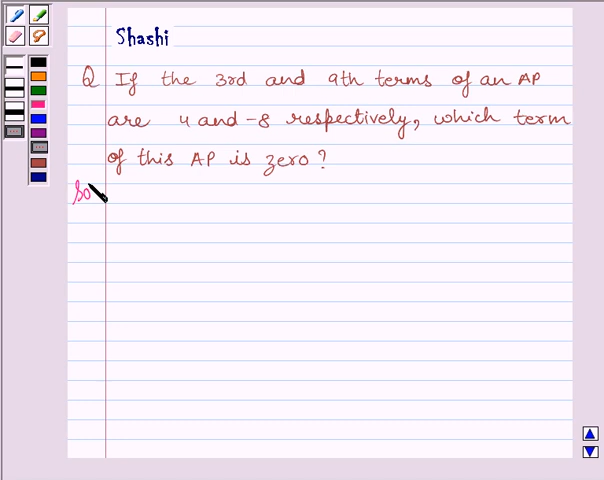 Shashi
Q If the 3rd and 9th terms of an AP
are 4 and -8 respectively, which term
of this AP is zero?
So